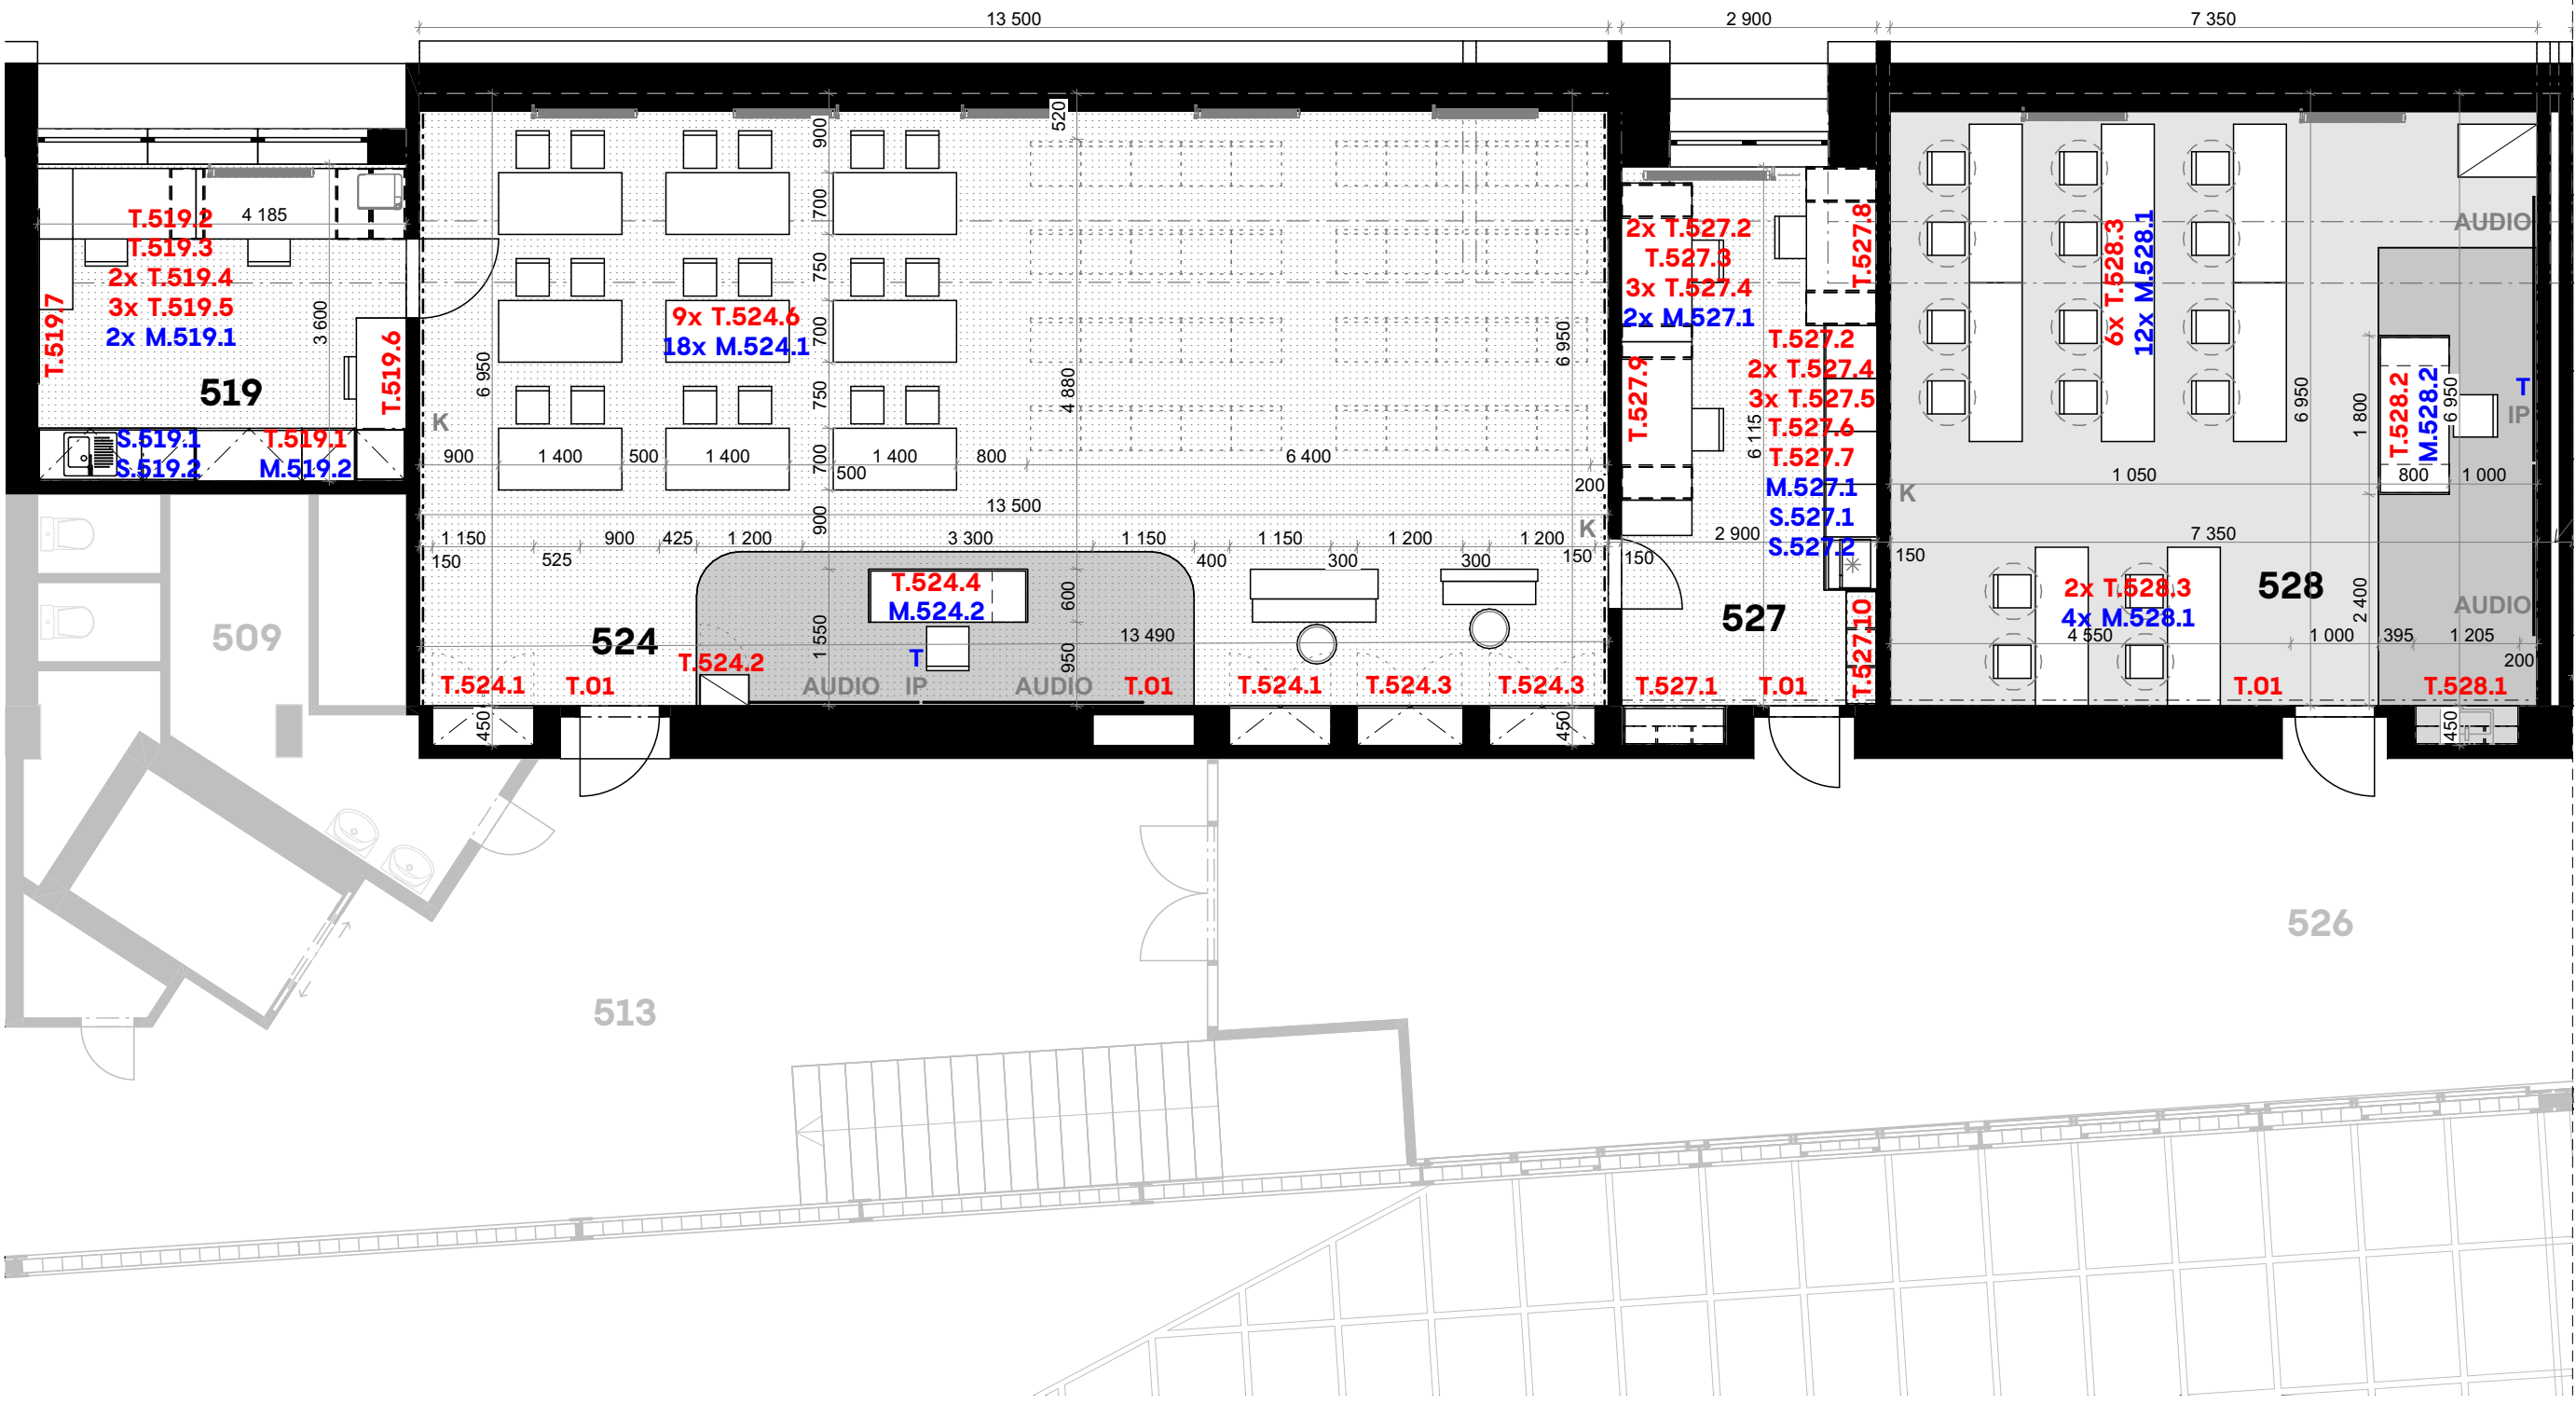 13 500
2 900
7 350
T.519.2
4 185
T.519.3
2x T.519.4
3x T.519.5
2x M.519.1
T.519.7
3 600
T.519.6
519
S.519.1
S.519.2
T.519.1
M.519.2
900
520
700
750
9x T.524.6
18x M.524.1
700
6 950
6 950
750
4 880
K
900
1 400
500
1 400
500
1 400
800
700
6 400
200
13 500
900
K
1 150
900
425
1 200
3 300
1 150
1 150
1 200
1 200
150
525
400
300
300
150
T.524.4
M.524.2
600
524
1 550
950
13 490
T.524.2
T
T.524.1
T.01
AUDIO
IP
AUDIO
T.01
T.524.1
T.524.3
T.524.3
450
450
2x T.527.2
T.527.3
3x T.527.4
2x M.527.1
T.527.8
T.527.9
T.527.2
2x T.527.4
3x T.527.5
T.527.6
T.527.7
M.527.1
S.527.1
S.527.2
6 115
2 900
150
527
T.527.1
T.01
T.527.10
6x T.528.3
12x M.528.1
AUDIO
6 950
1 800
T.528.2
M.528.2
6 950
T
IP
K
1 050
800
1 000
7 350
150
2x T.528.3
4x M.528.1
528
2 400
AUDIO
4 550
1 000
395
1 205
200
T.01
T.528.1
450
509
513
526